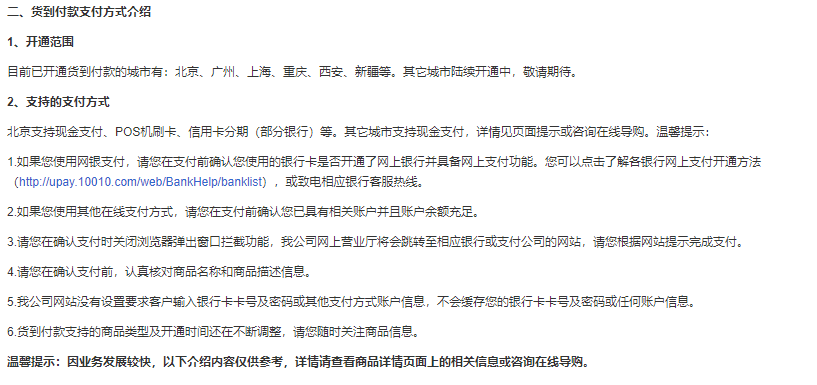 二、货到付款支付方式介绍
1、开通范围
目前已开通货到付款的城市有：北京、广州、上海、重庆、西安、新疆等。其它城市陆续开通中，敬请期待。
2、支持的支付方式
北京支持现金支付、POS机刷卡、信用卡分期（部分银行）等。其它城市支持现金支付，详情见页面提示或咨询在线导购。温馨提示：
1.如果您使用网银支付，请您在支付前确认您使用的银行卡是否开通了网上银行并具备网上支付功能。您可以点击了解各银行网上支付开通方法
（http://upay.10010.com/web/BankHelp/banklist），或致电相应银行客服热线。
2.如果您使用其他在线支付方式，请您在支付前确认您已具有相关账户并且账户余额充足。
3.请您在确认支付时关闭浏览器弹出窗口拦截功能，我公司网上营业厅将会跳转至相应银行或支付公司的网站，请您根据网站提示完成支付。
4.请您在确认支付前，认真核对商品名称和商品描述信息。
5.我公司网站没有设置要求客户输入银行卡卡号及密码或其他支付方式账户信息，不会缓存您的银行卡卡号及密码或任何账户信息。
6.货到付款支持的商品类型及开通时间还在不断调整，请您随时关注商品信息。
温馨提示：因业务发展较快，以下介绍内容仅供参考，详情请查看商品详情页面上的相关信息或咨询在线导购。